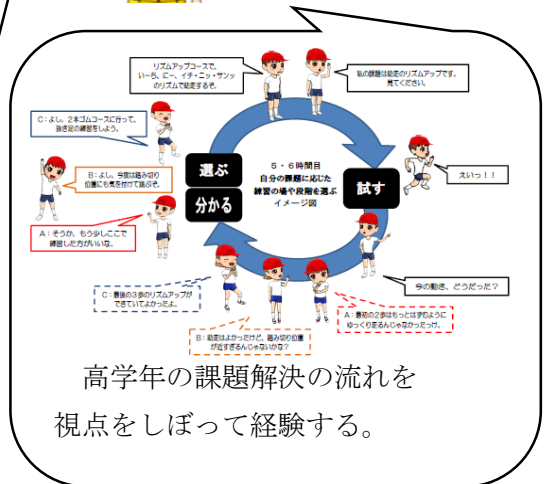 リズムアップコースで、
いーち、にー、イチ・ニッ・サンッ
のリズムで助走するぞ。
私の課題は助走のリズムアップです。
見てください。
C：よし、2本ゴムコースに行って、
抜き足の練習をしよう。
B：よし、今度は踏み切り
位置にも気を付けて跳ぶぞ。
A：そうか、もう少しここで
練習した方がいいな。
選ぶ
分かる
5・6時間目
自分の課題に応じた
練習の場や段階を選ぶ
イメージ図
試す
えいっ！！
今の動き、どうだった？
C：最後の3歩のリズムアップが
できていてよかったよ。
B：助走はよかったけど、踏み切り位置
が近すぎるんじゃないかな？
A：最初の2歩はもっとはずむように
ゆっくり走るんじゃなかったっけ。
高学年の課題解決の流れを
視点をしぼって経験する。